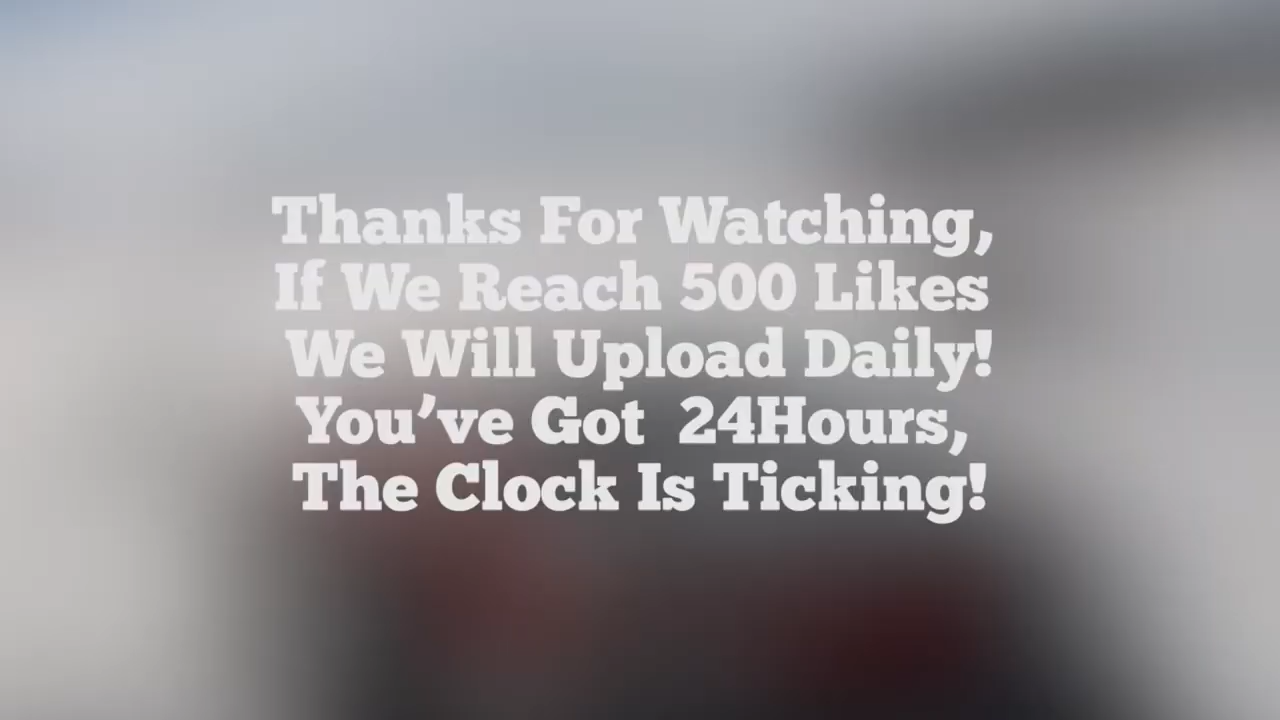 Thanks For Watching,
If We Reach 500 Likes
We Will Upload Daily!
You’ve Got  24Hours,
The Clock Is Ticking!